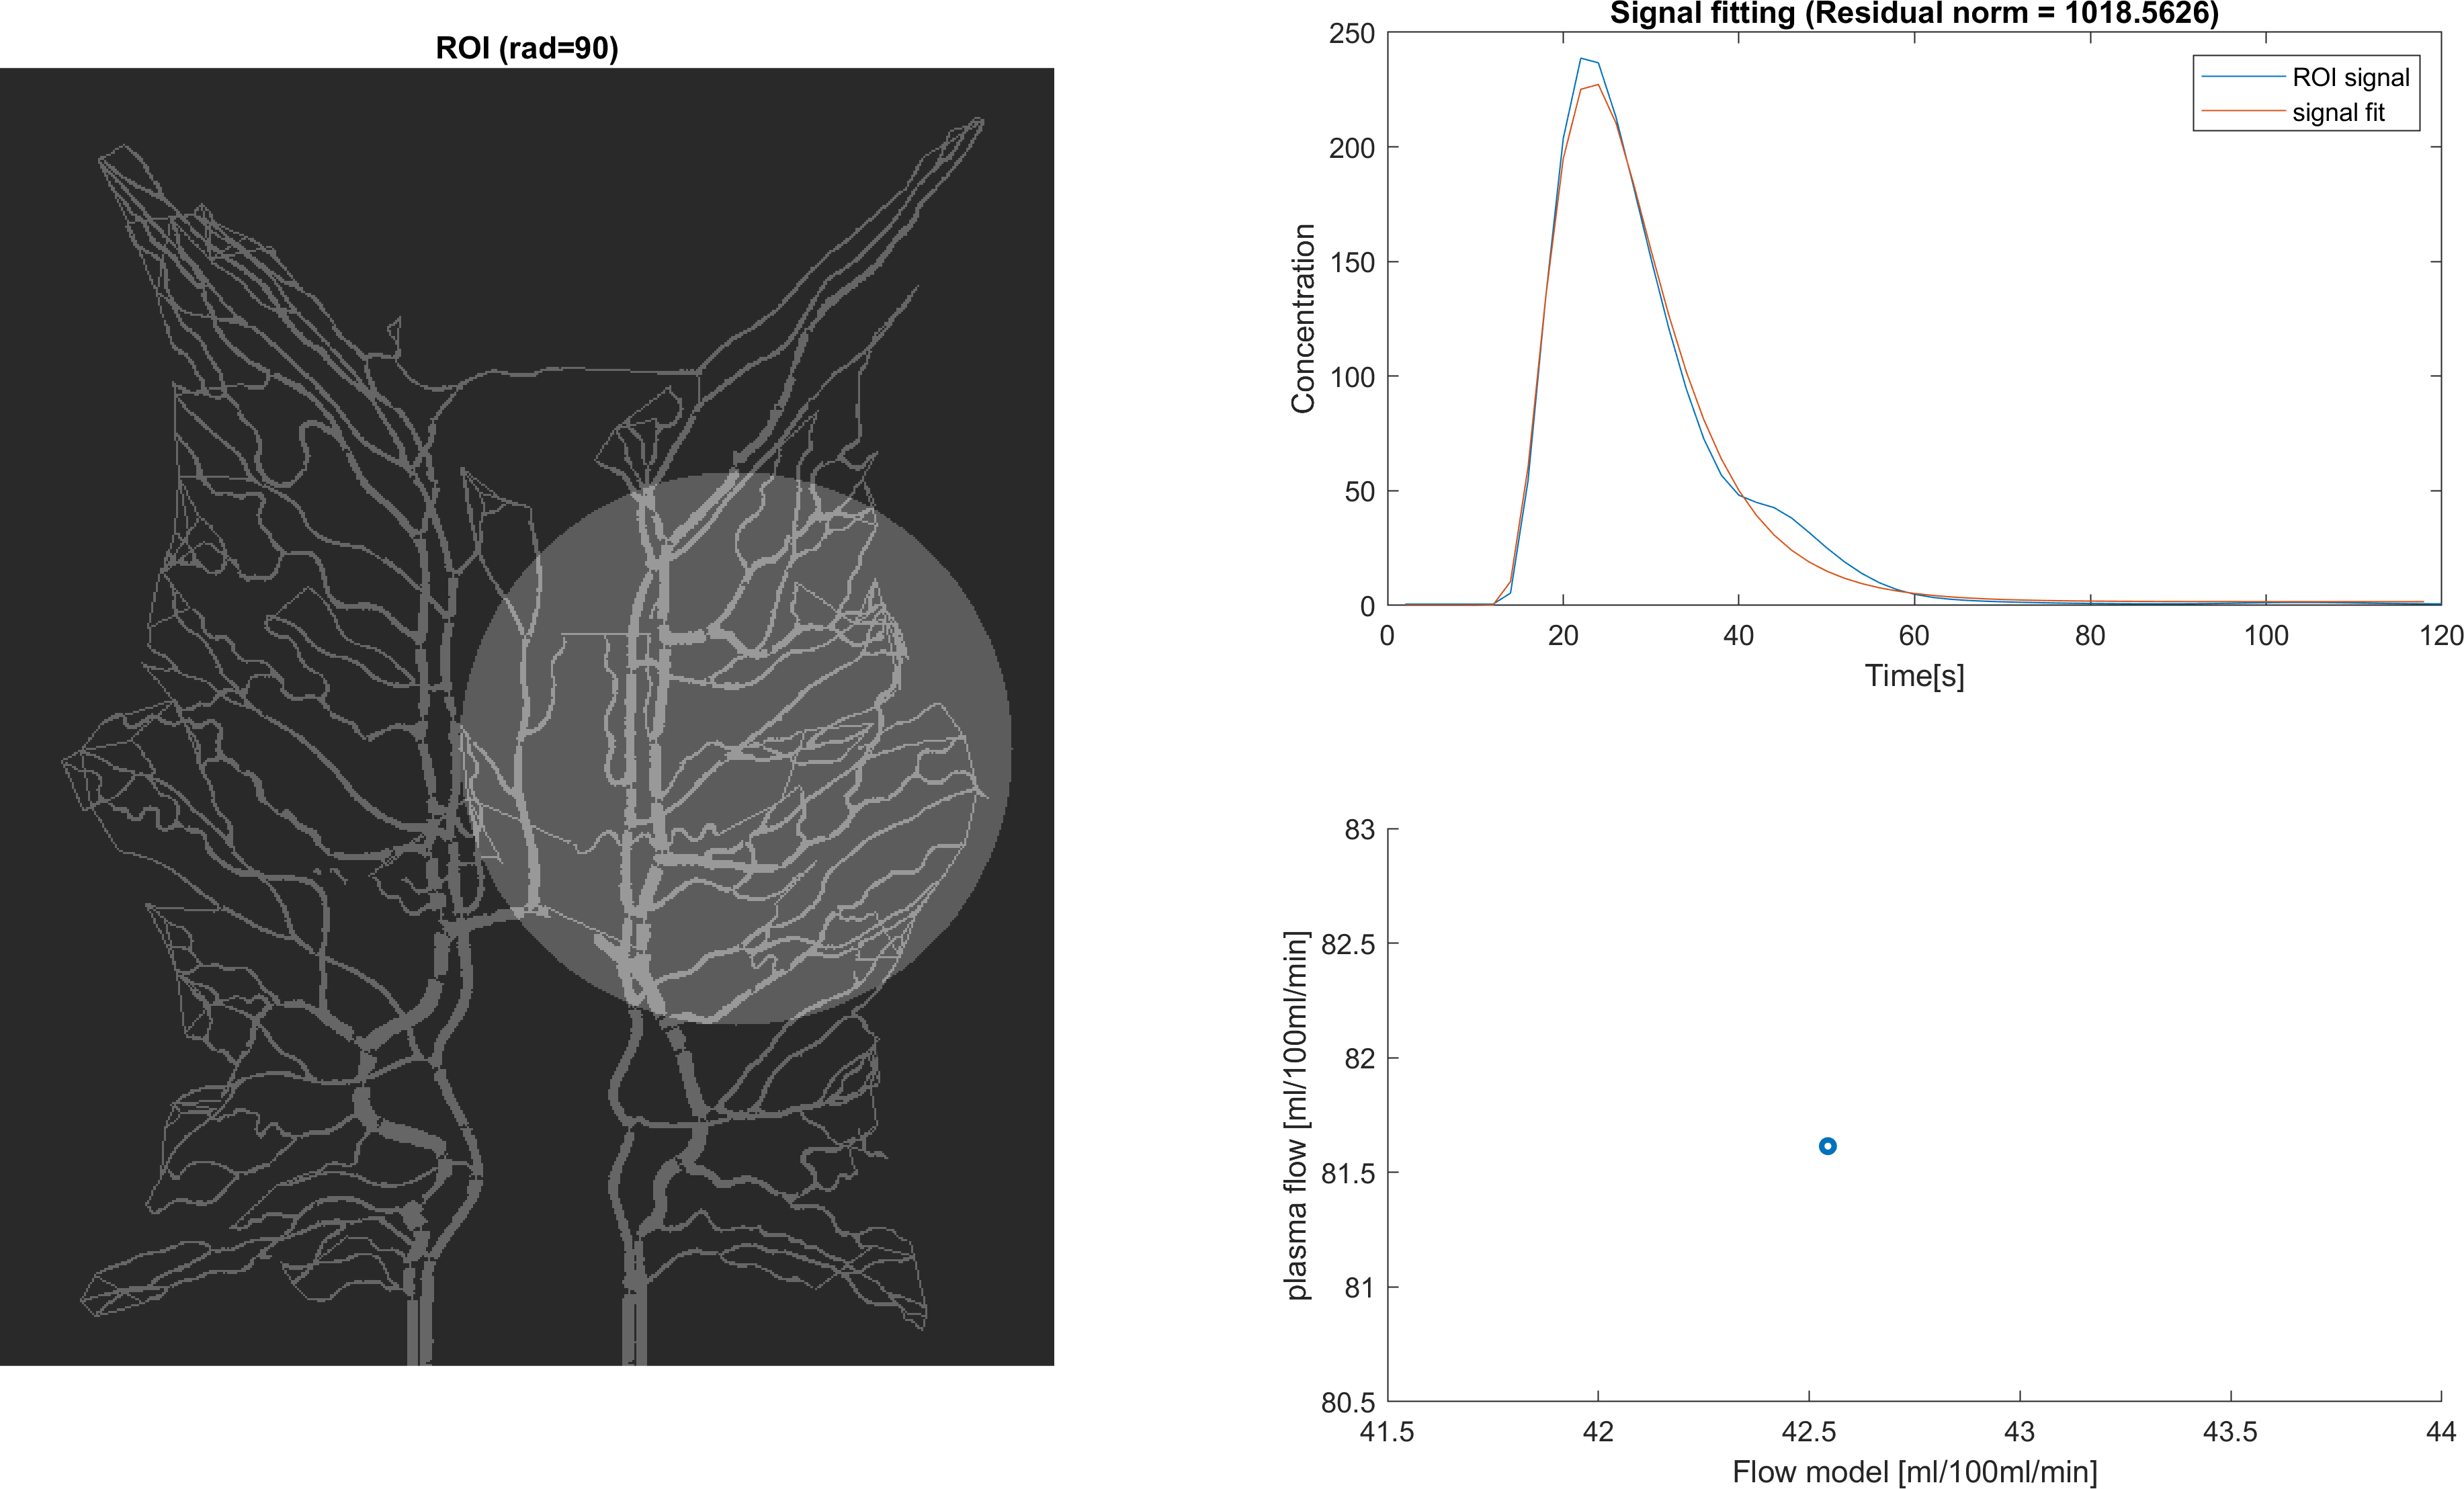 ROI (rad=90)
Signal fitting (Residual norm = 1018.5626)
250
200
150
100
50
0
Concentration
ROI signal
signal fit
0 20 40 60 80 100 120
Time[s]
83
82.5
82
81.5
81
80.5
plasma flow [ml/100ml/min]
41.5 42 42.5 43 43.5 44
Flow model [ml/100ml/min]